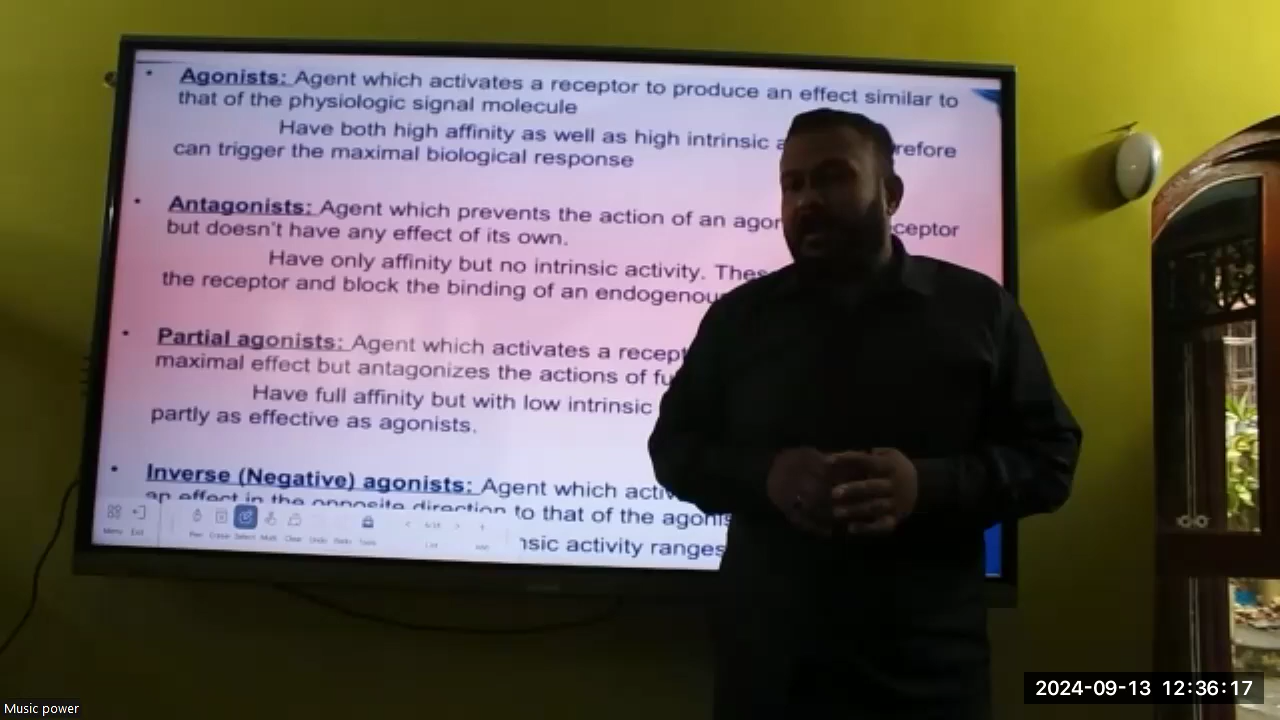 • Agonists: Agent which activates a receptor to produce an effect similar to
that of the physiologic signal molecule
Have both high affinity as well as high intrinsic a refore
can trigger the maximal biological response
• Antagonists: Agent which prevents the action of an agon ceptor
but doesn't have any effect of its own.
Have only affinity but no intrinsic activity. These
the receptor and block the binding of an endogenou
• Partial agonists: Agent which activates a recept
maximal effect but antagonizes the actions of fu
Have full affinity but with low intrinsic
partly as effective as agonists.
• Inverse (Negative) agonists: Agent which activ
an effect in the opposite direction to that of the agonis
nsic activity ranges
Menu Exit Pen Erase Select Multi Clear Undo Redo Tools
2024-09-13 12:36:17
Music power